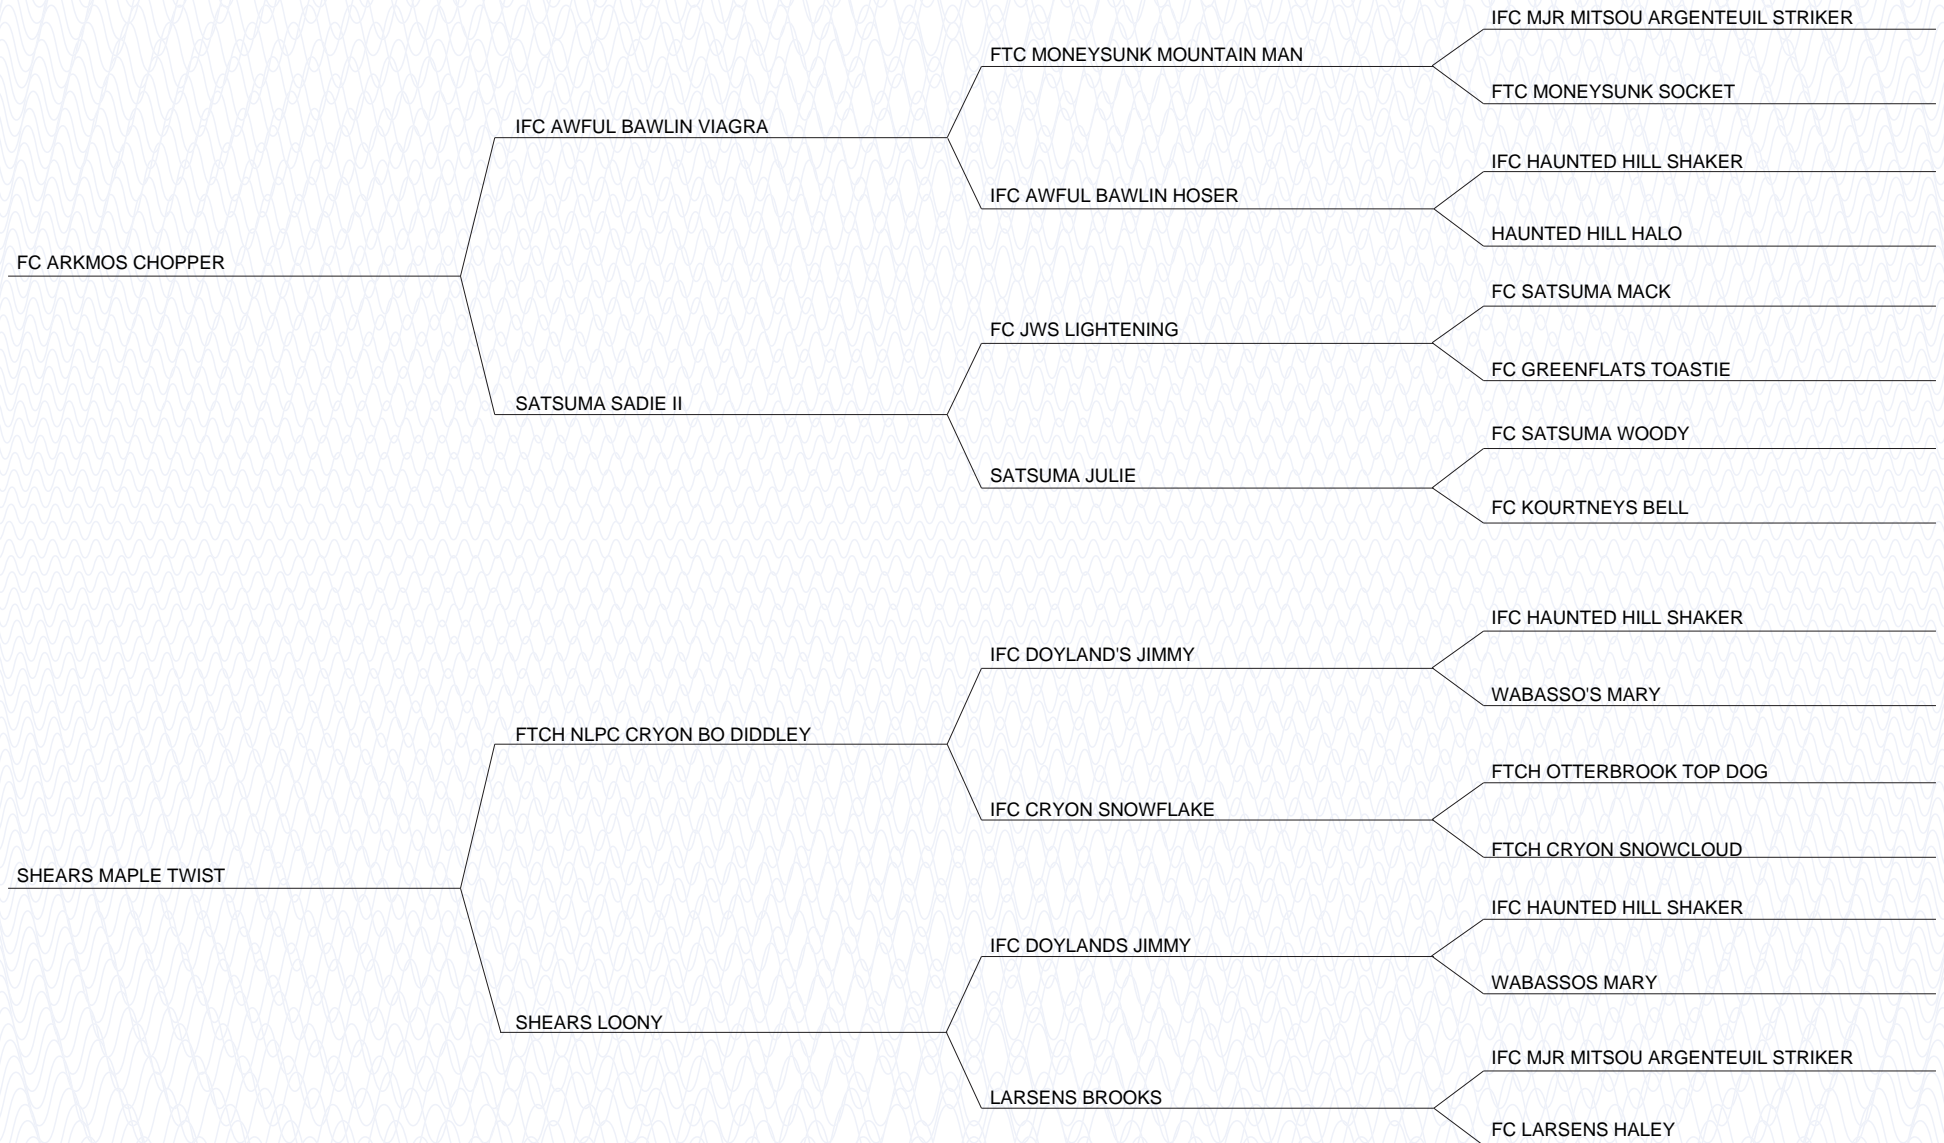 IFC MJR MITSOU ARGENTEUIL STRIKER
FTC MONEYSUNK MOUNTAIN MAN
FTC MONEYSUNK SOCKET
IFC AWFUL BAWLIN VIAGRA
IFC HAUNTED HILL SHAKER
IFC AWFUL BAWLIN HOSER
HAUNTED HILL HALO
FC ARKMOS CHOPPER
FC SATSUMA MACK
FC JWS LIGHTENING
FC GREENFLATS TOASTIE
SATSUMA SADIE II
FC SATSUMA WOODY
SATSUMA JULIE
FC KOURTNEYS BELL
IFC HAUNTED HILL SHAKER
IFC DOYLAND'S JIMMY
WABASSO'S MARY
FTCH NLPC CRYON BO DIDDLEY
FTCH OTTERBROOK TOP DOG
IFC CRYON SNOWFLAKE
FTCH CRYON SNOWCLOUD
SHEARS MAPLE TWIST
IFC HAUNTED HILL SHAKER
IFC DOYLANDS JIMMY
WABASSOS MARY
SHEARS LOONY
IFC MJR MITSOU ARGENTEUIL STRIKER
LARSENS BROOKS
FC LARSENS HALEY